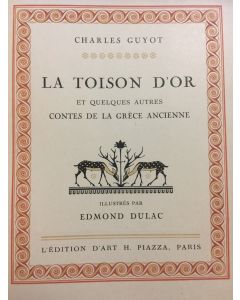 CHARLES GUYOT
LA TOISON D'OR
ET QUELQUES AUTRES
CONTES DE LA GRÈCE ANCIENNE
ILLUSTRÉS PAR
EDMOND DULAC
L'ÉDITION D'ART H. PIAZZA, PARIS